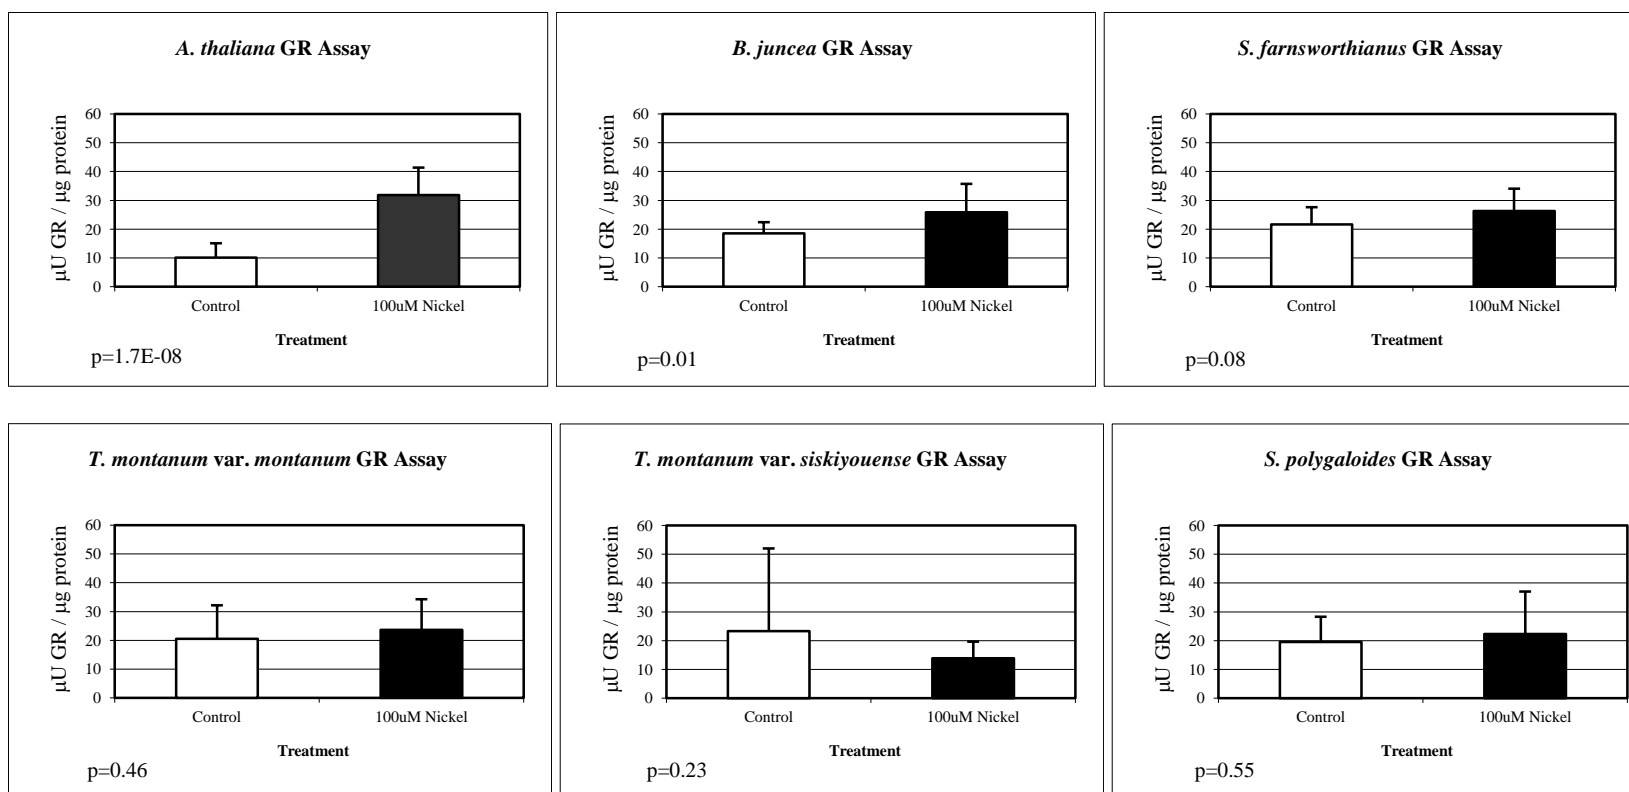 A. thaliana GR Assay
µU GR / µg protein
60
50
40
30
20
10
0
Control
100uM Nickel
Treatment
p=1.7E-08
B. juncea GR Assay
µU GR / µg protein
60
50
40
30
20
10
0
Control
100uM Nickel
Treatment
p=0.01
S. farnsworthianus GR Assay
µU GR / µg protein
60
50
40
30
20
10
0
Control
100uM Nickel
Treatment
p=0.08
T. montanum var. montanum GR Assay
µU GR / µg protein
60
50
40
30
20
10
0
Control
100uM Nickel
Treatment
p=0.46
T. montanum var. siskiyouense GR Assay
µU GR / µg protein
60
50
40
30
20
10
0
Control
100uM Nickel
Treatment
p=0.23
S. polygaloides GR Assay
µU GR / µg protein
60
50
40
30
20
10
0
Control
100uM Nickel
Treatment
p=0.55